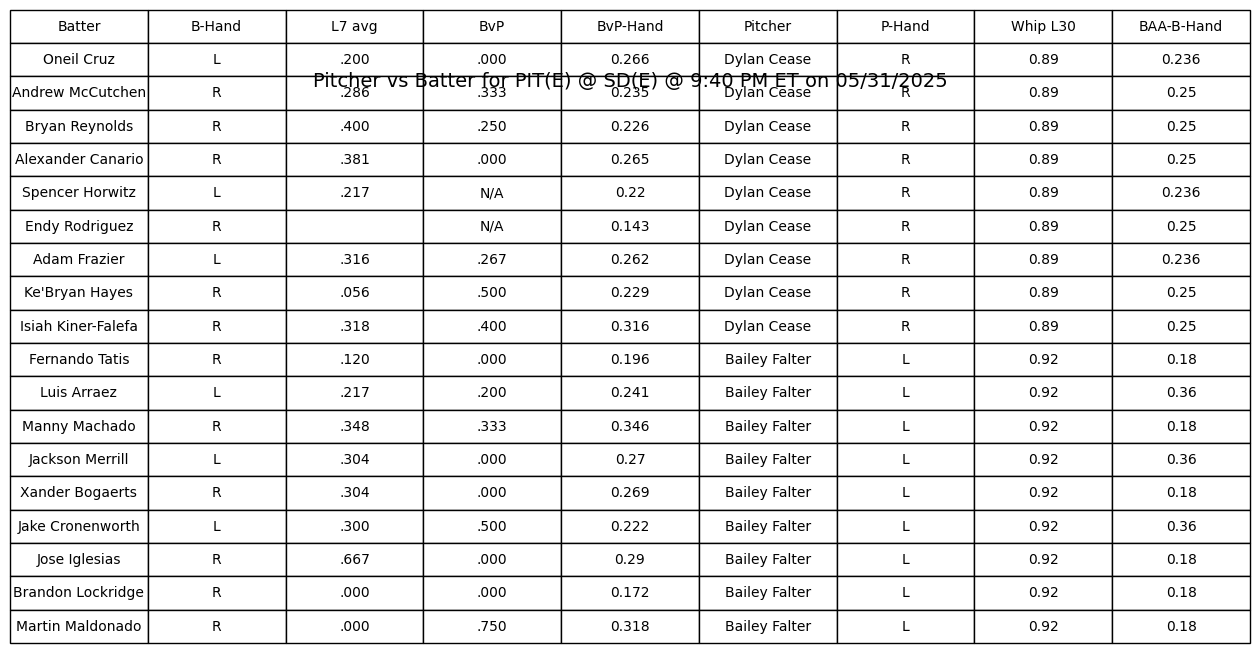 Batter B-Hand L7 avg BvP BvP-Hand Pitcher P-Hand Whip L30 BAA-B-Hand
Oneil Cruz L .200 .000 0.266 Dylan Cease R 0.89 0.236
Pitcher vs Batter for PIT(E) @ SD(E) @ 9:40 PM ET on 05/31/2025
Andrew McCutchen R .286 .333 0.235 Dylan Cease R 0.89 0.25
Bryan Reynolds R .400 .250 0.226 Dylan Cease R 0.89 0.25
Alexander Canario R .381 .000 0.265 Dylan Cease R 0.89 0.25
Spencer Horwitz L .217 N/A 0.22 Dylan Cease R 0.89 0.236
Endy Rodriguez R N/A 0.143 Dylan Cease R 0.89 0.25
Adam Frazier L .316 .267 0.262 Dylan Cease R 0.89 0.236
Ke'Bryan Hayes R .056 .500 0.229 Dylan Cease R 0.89 0.25
Isiah Kiner-Falefa R .318 .400 0.316 Dylan Cease R 0.89 0.25
Fernando Tatis R .120 .000 0.196 Bailey Falter L 0.92 0.18
Luis Arraez L .217 .200 0.241 Bailey Falter L 0.92 0.36
Manny Machado R .348 .333 0.346 Bailey Falter L 0.92 0.18
Jackson Merrill L .304 .000 0.27 Bailey Falter L 0.92 0.36
Xander Bogaerts R .304 .000 0.269 Bailey Falter L 0.92 0.18
Jake Cronenworth L .300 .500 0.222 Bailey Falter L 0.92 0.36
Jose Iglesias R .667 .000 0.29 Bailey Falter L 0.92 0.18
Brandon Lockridge R .000 .000 0.172 Bailey Falter L 0.92 0.18
Martin Maldonado R .000 .750 0.318 Bailey Falter L 0.92 0.18